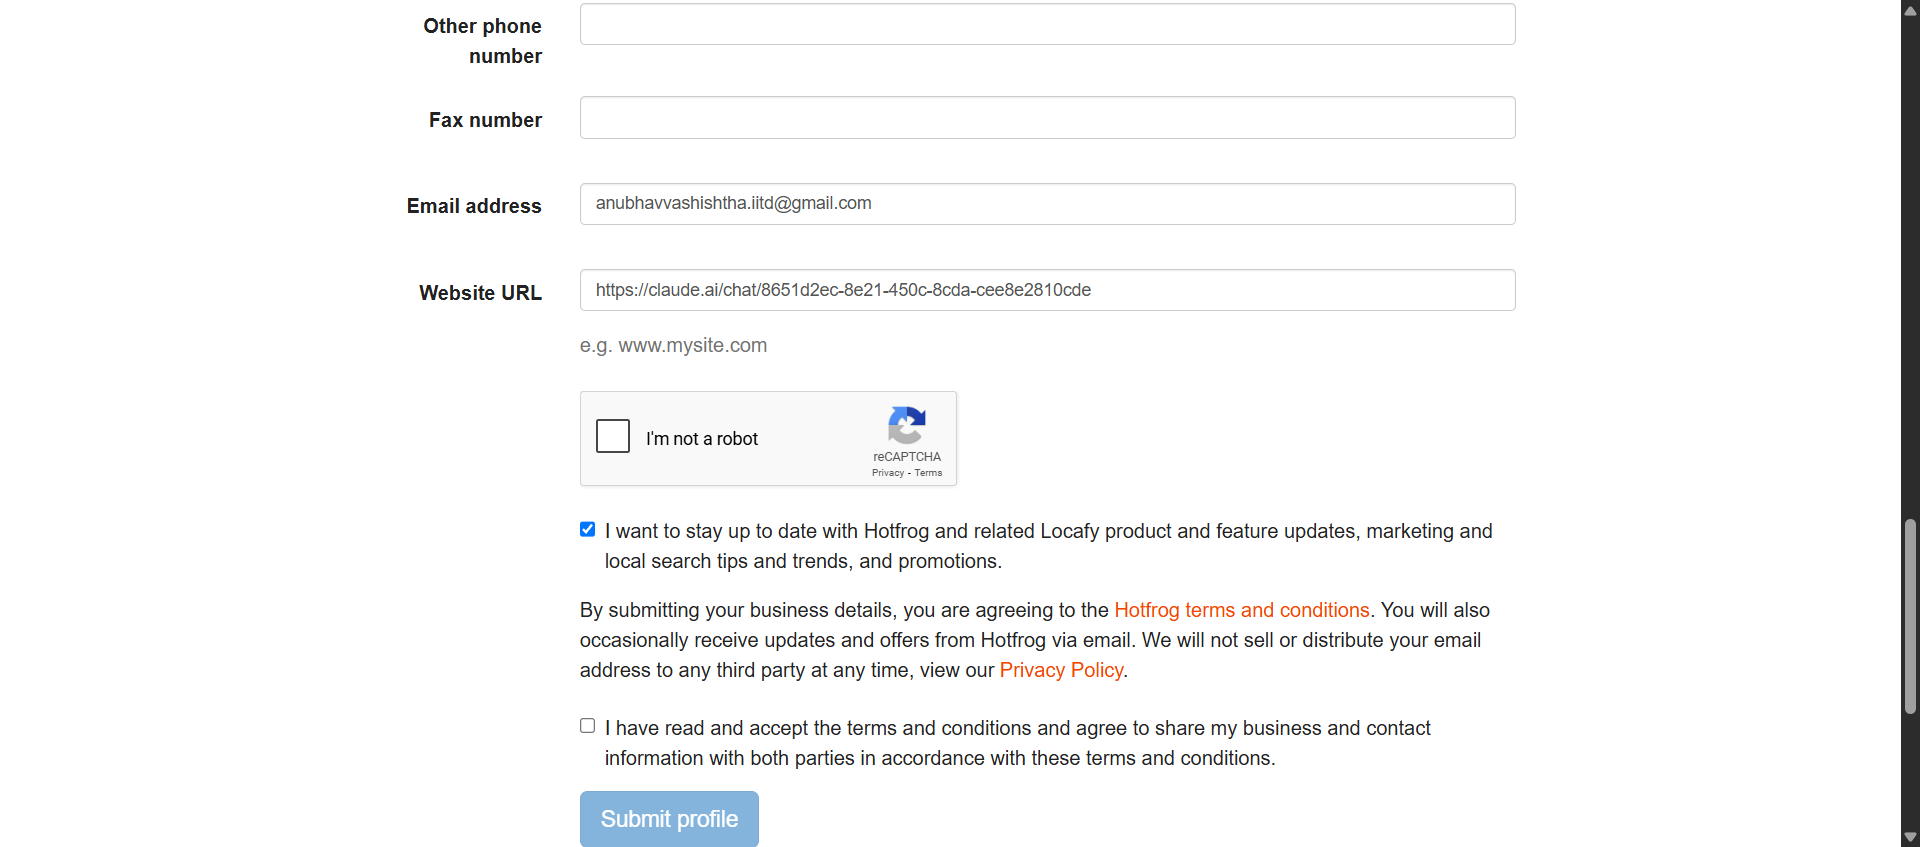 Other phone
number
Fax number
Email address
anubhavvashishtha.iitd@gmail.com
Website URL
https://claude.ai/chat/8651d2ec-8e21-450c-8cda-cee8e2810cde
e.g. www.mysite.com
I'm not a robot
reCAPTCHA
Privacy - Terms
I want to stay up to date with Hotfrog and related Locafy product and feature updates, marketing and
local search tips and trends, and promotions.
By submitting your business details, you are agreeing to the Hotfrog terms and conditions. You will also
occasionally receive updates and offers from Hotfrog via email. We will not sell or distribute your email
address to any third party at any time, view our Privacy Policy.
I have read and accept the terms and conditions and agree to share my business and contact
information with both parties in accordance with these terms and conditions.
Submit profile